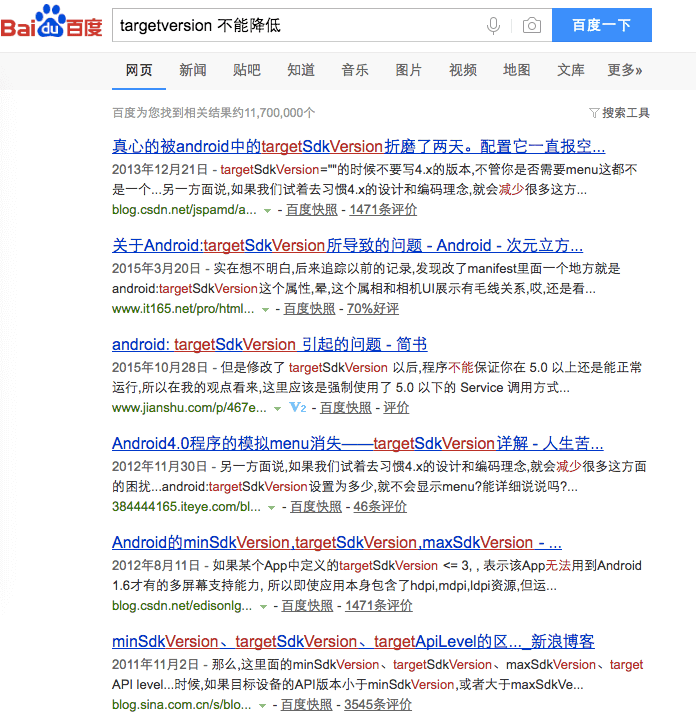 Baidu百度
targetversion 不能降低
百度一下
网页 新闻 贴吧 知道 音乐 图片 视频 地图 文库 更多»
百度为您找到相关结果约11,700,000个 搜索工具
真心的被android中的targetSdkVersion折磨了两天。配置它一直报空...
2013年12月21日 - targetSdkVersion=""的时候不要写4.x的版本,不管你是否需要menu这都不
是一个...另一方面说,如果我们试着去习惯4.x的设计和编码理念,就会减少很多这方...
blog.csdn.net/jspamd/a... - 百度快照 - 1471条评价
关于Android:targetSdkVersion所导致的问题 - Android - 次元立方...
2015年3月20日 - 实在想不明白,后来追踪以前的记录,发现改了manifest里面一个地方就是
android:targetSdkVersion这个属性,晕,这个属相和相机UI展示有毛线关系,哎,还是看...
www.it165.net/pro/html... - 百度快照 - 70%好评
android: targetSdkVersion 引起的问题 - 简书
2015年10月28日 - 但是修改了 targetSdkVersion 以后,程序不能保证你在 5.0 以上还是能正常
运行,所以在我的观点看来,这里应该是强制使用了 5.0 以下的 Service 调用方式...
www.jianshu.com/p/467e... V2 - 百度快照 - 评价
Android4.0程序的模拟menu消失——targetSdkVersion详解 - 人生苦...
2012年11月30日 - 另一方面说,如果我们试着去习惯4.x的设计和编码理念,就会减少很多这方面
的困扰...android:targetSdkVersion设置为多少,就不会显示menu?能详细说说吗?...
384444165.iteye.com/bl... - 百度快照 - 46条评价
Android的minSdkVersion,targetSdkVersion,maxSdkVersion - ...
2012年8月11日 - 如果某个App中定义的targetSdkVersion <= 3, , 表示该App无法用到Android
1.6才有的多屏幕支持能力, 所以即使应用本身包含了hdpi,mdpi,ldpi资源,但运...
blog.csdn.net/edisonlg... - 百度快照 - 1471条评价
minSdkVersion、targetSdkVersion、targetApiLevel的区..._新浪博客
2011年11月2日 - 那么,这里面的minSdkVersion、targetSdkVersion、maxSdkVersion、target
API level...时候,如果目标设备的API版本小于minSdkVersion,或者大于maxSdkVe...
blog.sina.com.cn/s/blo... - 百度快照 - 3545条评价